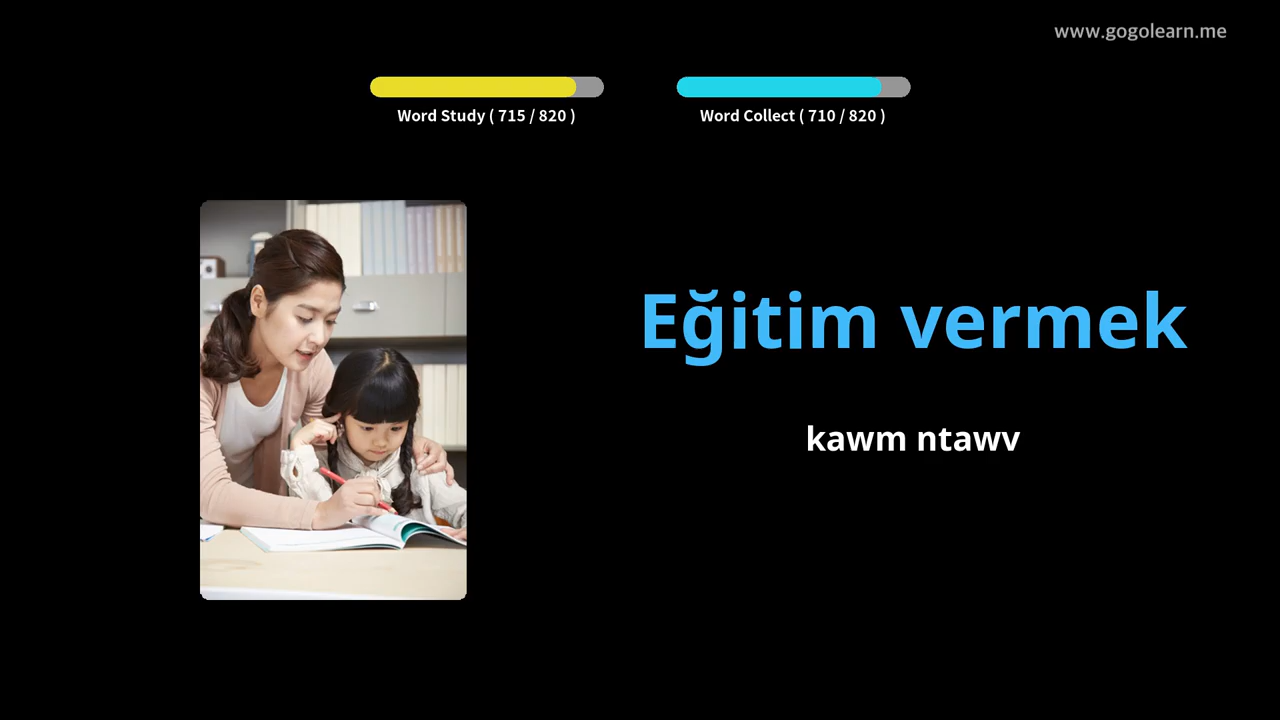 www.gogolearn.me
Word Study ( 715 / 820 )
Word Collect ( 710 / 820 )
Eğitim vermek
kawm ntawv